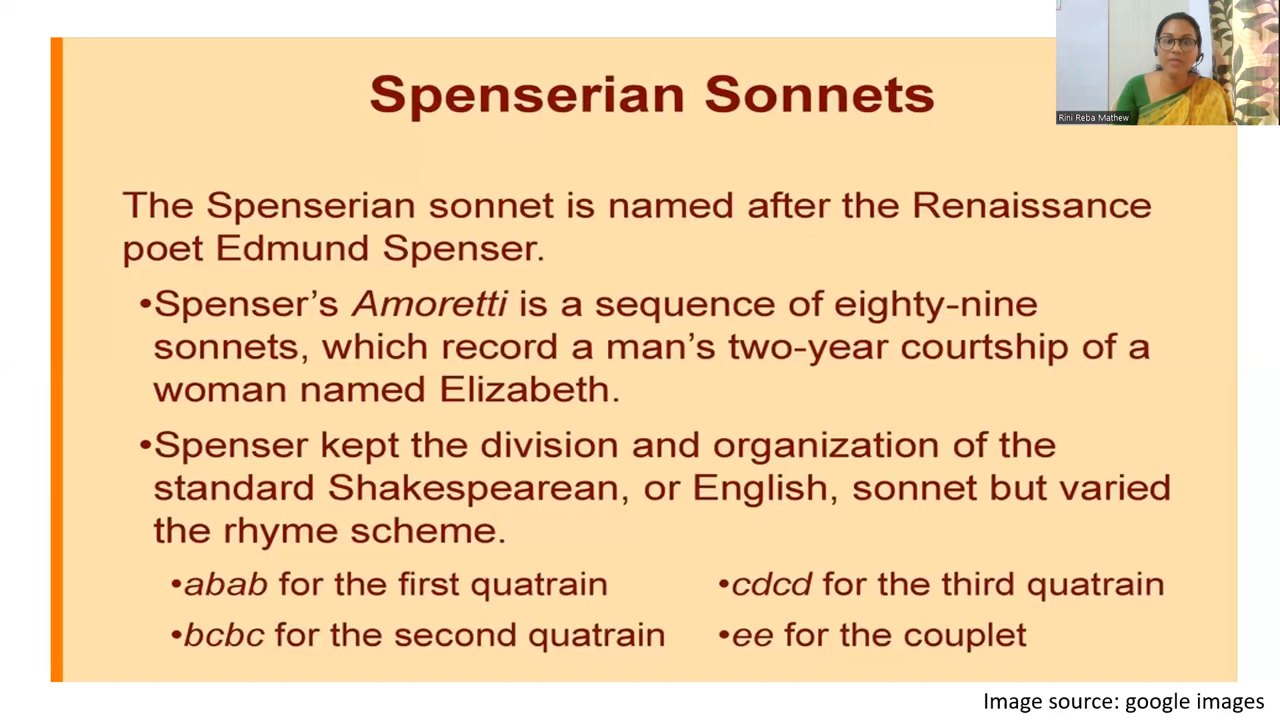 Spenserian Sonnets
Rini Reba Mathew
The Spenserian sonnet is named after the Renaissance
poet Edmund Spenser.
•Spenser’s Amoretti is a sequence of eighty-nine
sonnets, which record a man’s two-year courtship of a
woman named Elizabeth.
•Spenser kept the division and organization of the
standard Shakespearean, or English, sonnet but varied
the rhyme scheme.
•abab for the first quatrain
•bcbc for the second quatrain
•cdcd for the third quatrain
•ee for the couplet
Image source: google images